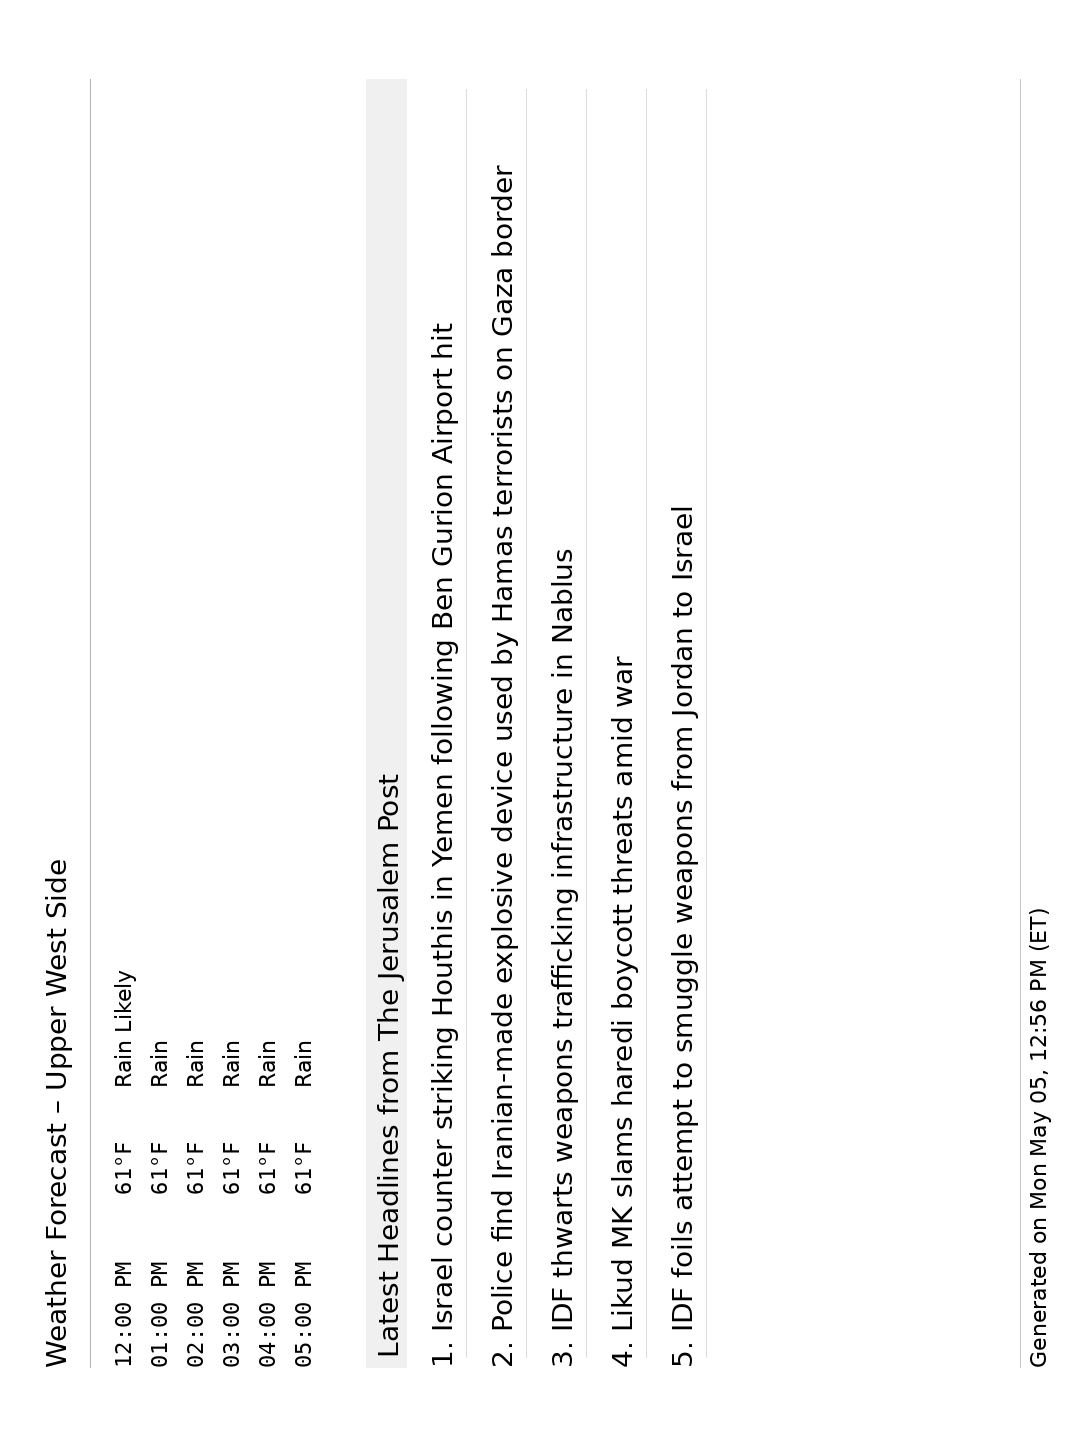 Weather Forecast – Upper West Side
12:00 PM 61°F Rain Likely
01:00 PM 61°F Rain
02:00 PM 61°F Rain
03:00 PM 61°F Rain
04:00 PM 61°F Rain
05:00 PM 61°F Rain
Latest Headlines from The Jerusalem Post
1. Israel counter striking Houthis in Yemen following Ben Gurion Airport hit
2. Police find Iranian-made explosive device used by Hamas terrorists on Gaza border
3. IDF thwarts weapons trafficking infrastructure in Nablus
4. Likud MK slams haredi boycott threats amid war
5. IDF foils attempt to smuggle weapons from Jordan to Israel
Generated on Mon May 05, 12:56 PM (ET)